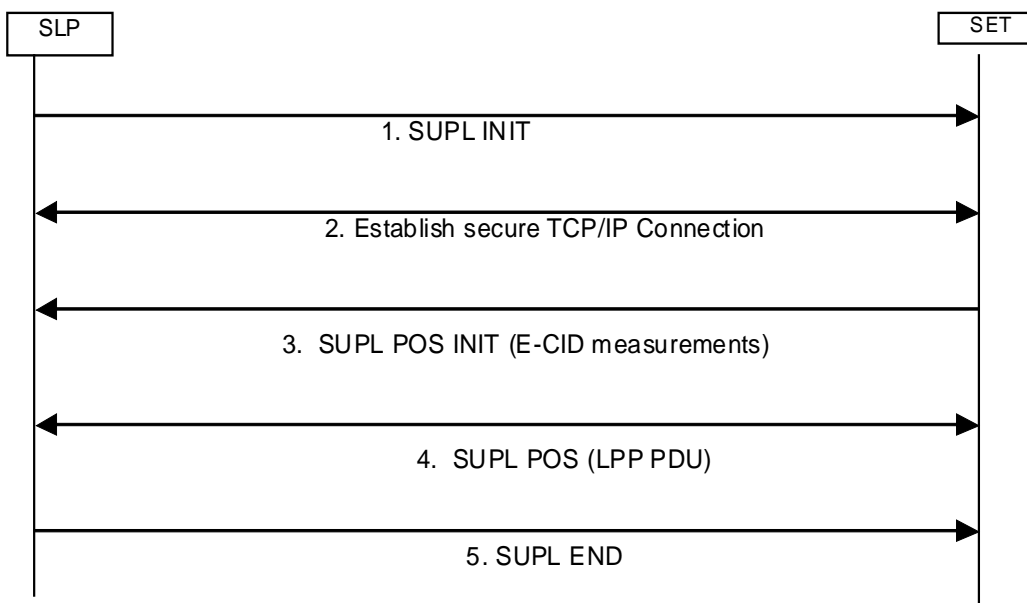 SLP
SET
1. SUPL INIT
2. Establish secure TCP/IP Connection
3. SUPL POS INIT (E-CID measurements)
4. SUPL POS (LPP PDU)
5. SUPL END